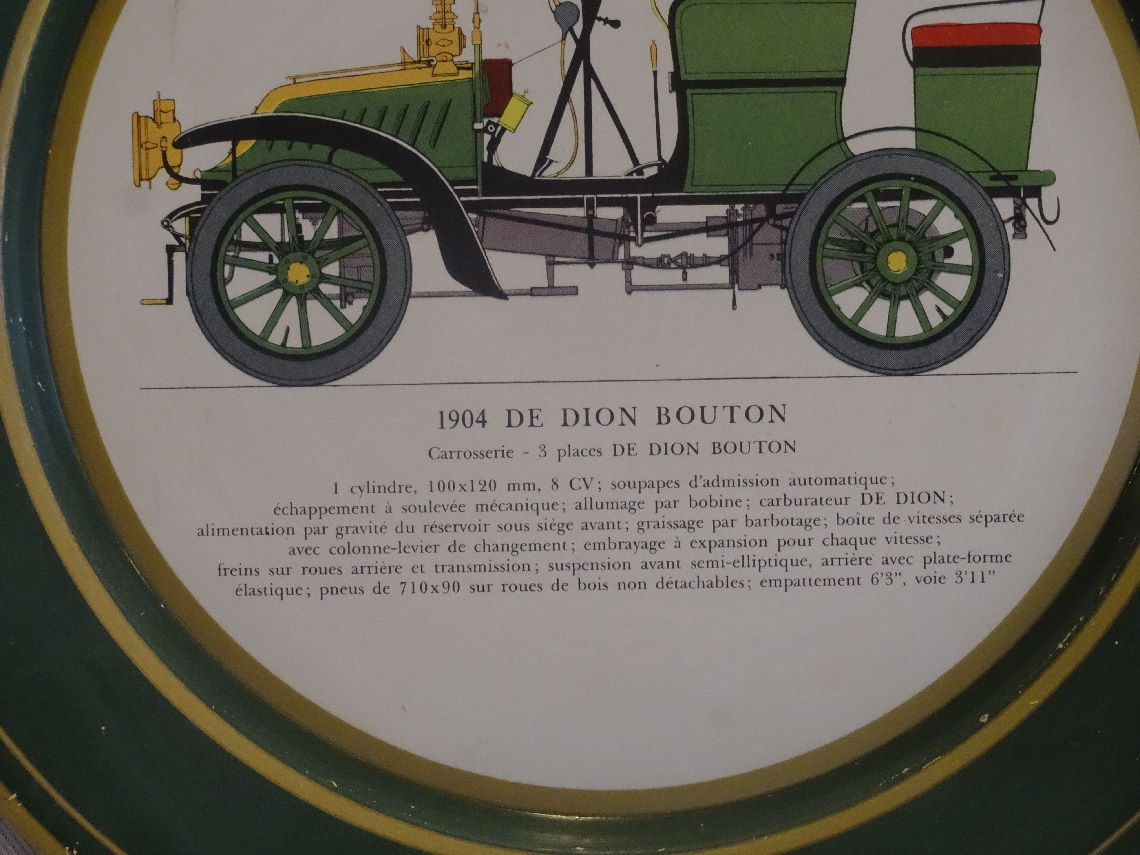 1904 DE DION BOUTON
Carrosserie - 3 places DE DION BOUTON
1 cylindre, 100x120 mm, 8 CV; soupapes d'admission automatique;
échappement à soulevée mécanique; allumage par bobine; carburateur DE DION;
alimentation par gravité du réservoir sous siège avant; graissage par barbotage; boîte de vitesses séparée
avec colonne-levier de changement; embrayage à expansion pour chaque vitesse;
freins sur roues arrière et transmission; suspension avant semi-elliptique, arrière avec plate-forme
élastique; pneus de 710x90 sur roues de bois non détachables; empattement 6'3", voie 3'11"